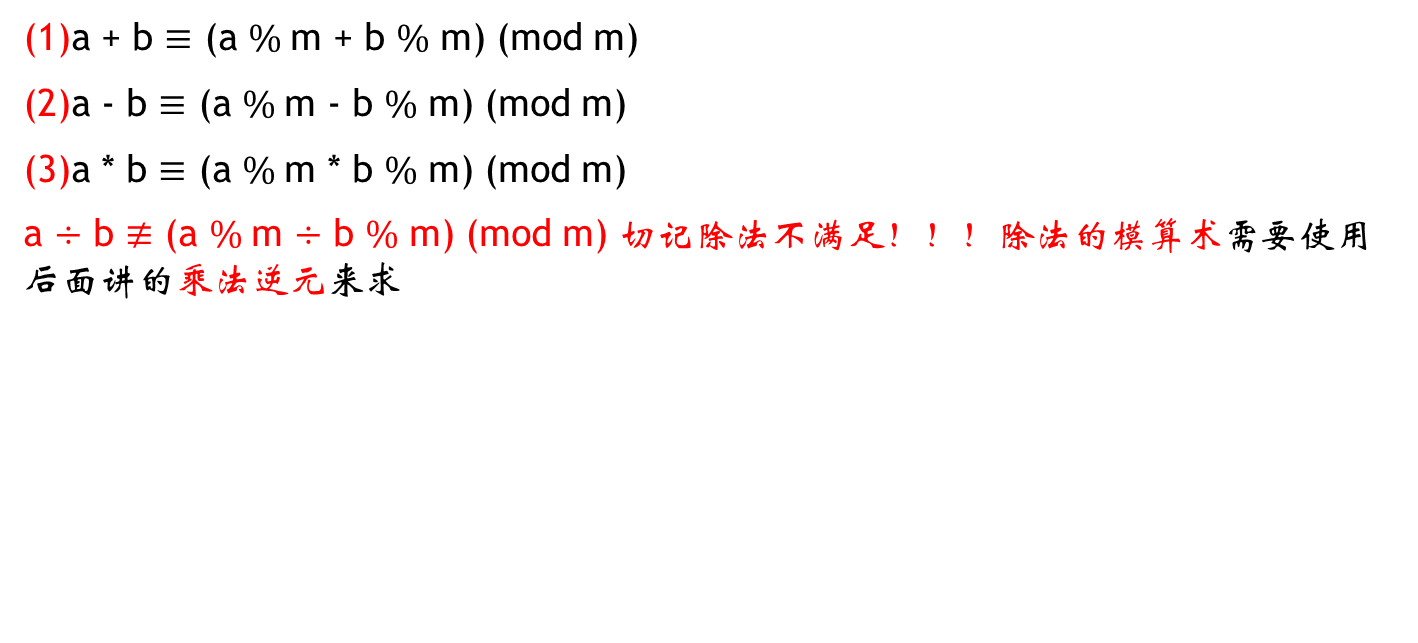 (1)a + b ≡ (a % m + b % m) (mod m)
(2)a - b ≡ (a % m - b % m) (mod m)
(3)a * b ≡ (a % m * b % m) (mod m)
a ÷ b ≢ (a % m ÷ b % m) (mod m) 切记除法不满足！！！除法的模算术需要使用
后面讲的乘法逆元来求